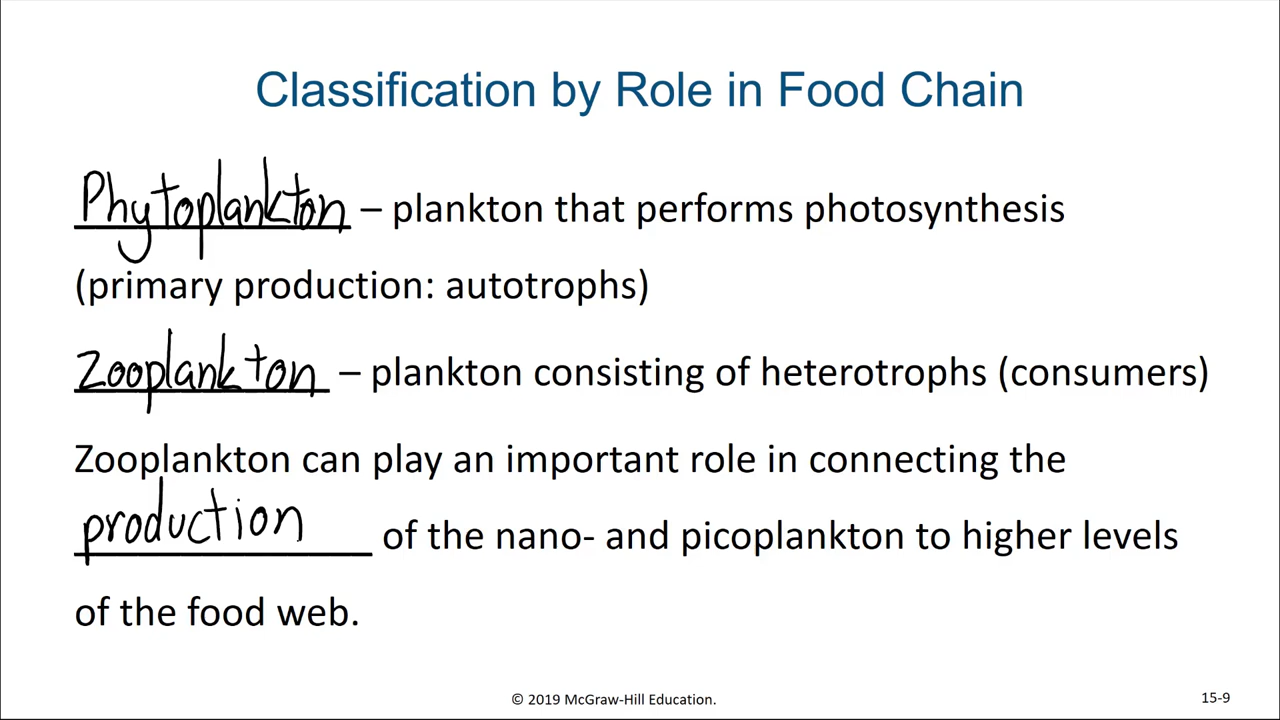 Classification by Role in Food Chain
Phytoplankton – plankton that performs photosynthesis
(primary production: autotrophs)
Zooplankton – plankton consisting of heterotrophs (consumers)
Zooplankton can play an important role in connecting the
production of the nano- and picoplankton to higher levels
of the food web.
© 2019 McGraw-Hill Education.
15-9